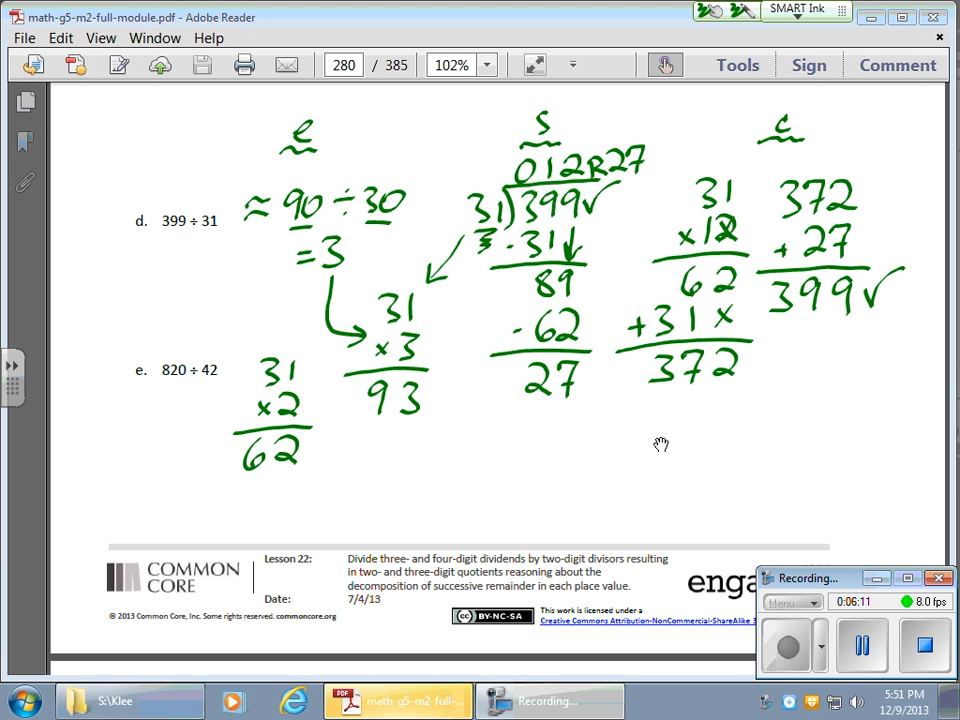 math-g5-m2-full-module.pdf - Adobe Reader
SMART Ink
File Edit View Window Help
280 / 385 102% Tools Sign Comment
e s c
d. 399 ÷ 31
≈ 90 ÷ 30
= 3
31
× 3
93
31
×2
62
012R27
31)399✓
- 31↓
89
- 62
27
31
×12
62
+31×
372
372
+ 27
399✓
e. 820 ÷ 42
COMMON
CORE
Lesson 22: Divide three- and four-digit dividends by two-digit divisors resulting
in two- and three-digit quotients reasoning about the
decomposition of successive remainder in each place value.
Date: 7/4/13
enga
© 2013 Common Core, Inc. Some rights reserved. commoncore.org
cc BY-NC-SA
This work is licensed under a
Creative Commons Attribution-NonCommercial-ShareAlike 3
Recording...
Menu 0:06:11 8.0 fps
S:\Klee
math-g5-m2-full-...
Recording...
5:51 PM
12/9/2013